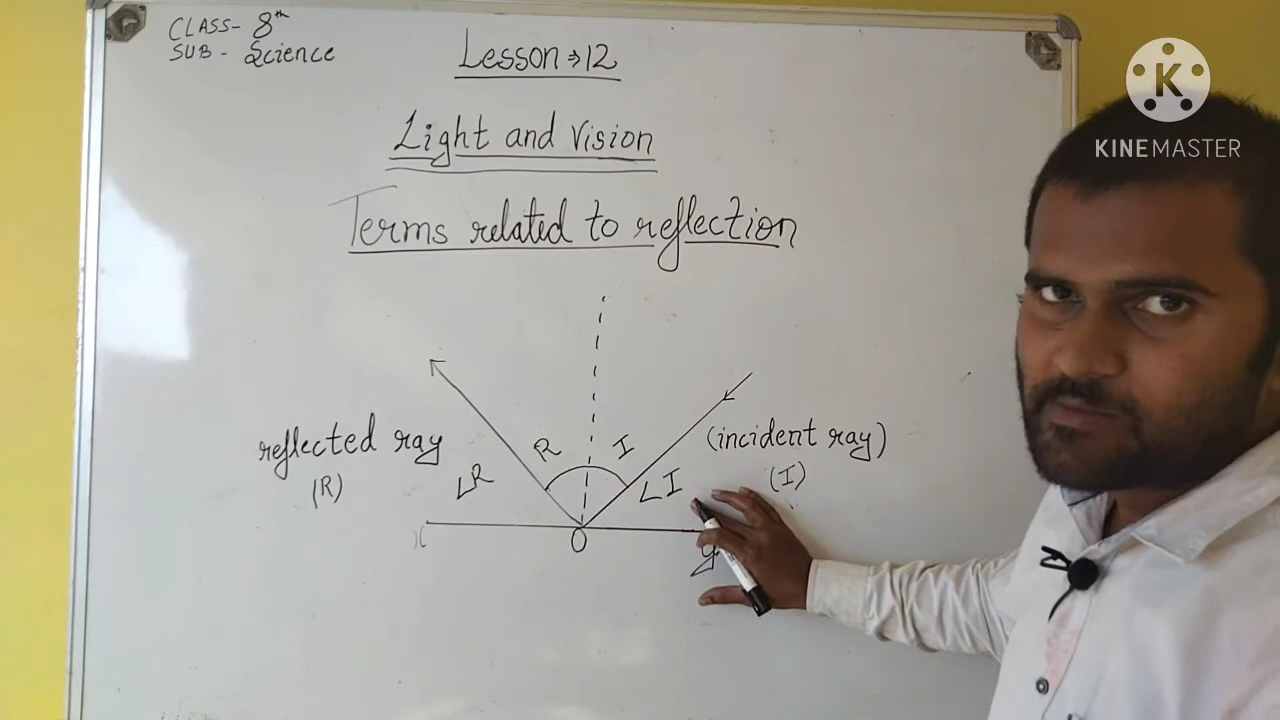 CLASS- 8th
SUB - Science
Lesson ⇒ 12
Light and vision
Terms related to reflection
reflected ray
(R)
∠R
R
I
∠I
(incident ray)
(I)
x
O
y
K
KINEMASTER